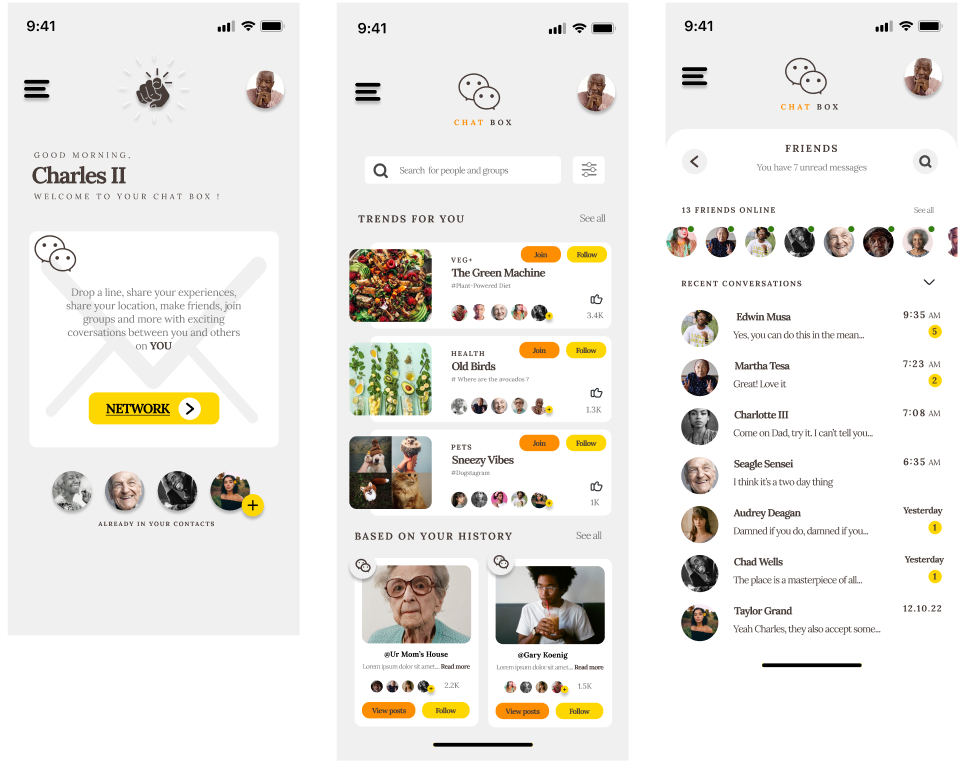 9:41
GOOD MORNING,
Charles II
WELCOME TO YOUR CHAT BOX !
Drop a line, share your experiences,
share your location, make friends, join
groups and more with exciting
coversations between you and others
on YOU
NETWORK
+
ALREADY IN YOUR CONTACTS
9:41
CHAT BOX
Search for people and groups
TRENDS FOR YOU
See all
Join
Follow
VEG+
The Green Machine
#Plant-Powered Diet
+
3.4K
Join
Follow
HEALTH
Old Birds
# Where are the avocados ?
+
1.3K
Join
Follow
PETS
Sneezy Vibes
#Dogstagram
+
1K
BASED ON YOUR HISTORY
See all
@Ur Mom's House
Lorem ipsum dolor sit amet... Read more
+
2.2K
View posts
Follow
@Gary Koenig
Lorem ipsum dolor sit amet... Read more
+
1.5K
View posts
Follow
9:41
CHAT BOX
FRIENDS
You have 7 unread messages
13 FRIENDS ONLINE
See all
RECENT CONVERSATIONS
Edwin Musa
9:35 AM
Yes, you can do this in the mean...
5
Martha Tesa
7:23 AM
Great! Love it
2
Charlotte III
7:08 AM
Come on Dad, try it. I can't tell you...
Seagle Sensei
6:35 AM
I think it's a two day thing
Audrey Deagan
Yesterday
Damned if you do, damned if you...
1
Chad Wells
Yesterday
The place is a masterpiece of all...
1
Taylor Grand
12.10.22
Yeah Charles, they also accept some...